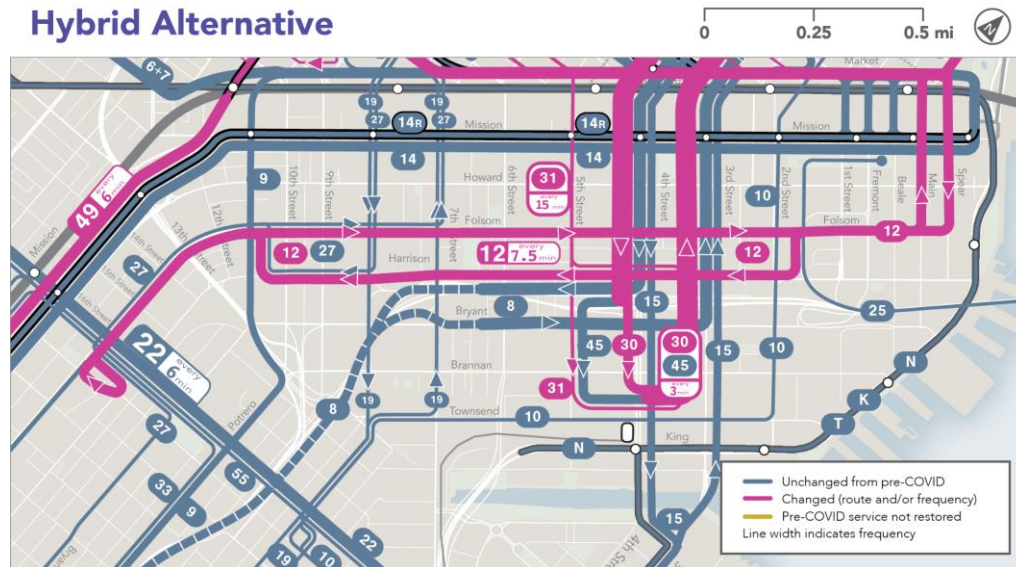 Hybrid Alternative
0 0.25 0.5 mi
6+7
Market
19
27
19
27
Mission
14R
14R
Mission
14
14
9
10th Street
9th Street
7th Street
6th Street
5th Street
4th Street
3rd Street
2nd Street
1st Street
Fremont
Beale
Main
Spear
Howard
31
every
15 min
10
49
every
6
min
Mission
12th Street
13th Street
14th Street
15th Street
16th Street
Folsom
Folsom
12
27
12 every
7.5 min
12
12
27
Harrison
8
15
25
Bryant
45
30
30
45
every
3 min
15
10
22
every
6
min
Brannan
31
19
19
8
Townsend
10
N
K
T
N
King
Potrero
27
55
33
9
22
19
10
Bryan
15
4th St
Unchanged from pre-COVID
Changed (route and/or frequency)
Pre-COVID service not restored
Line width indicates frequency